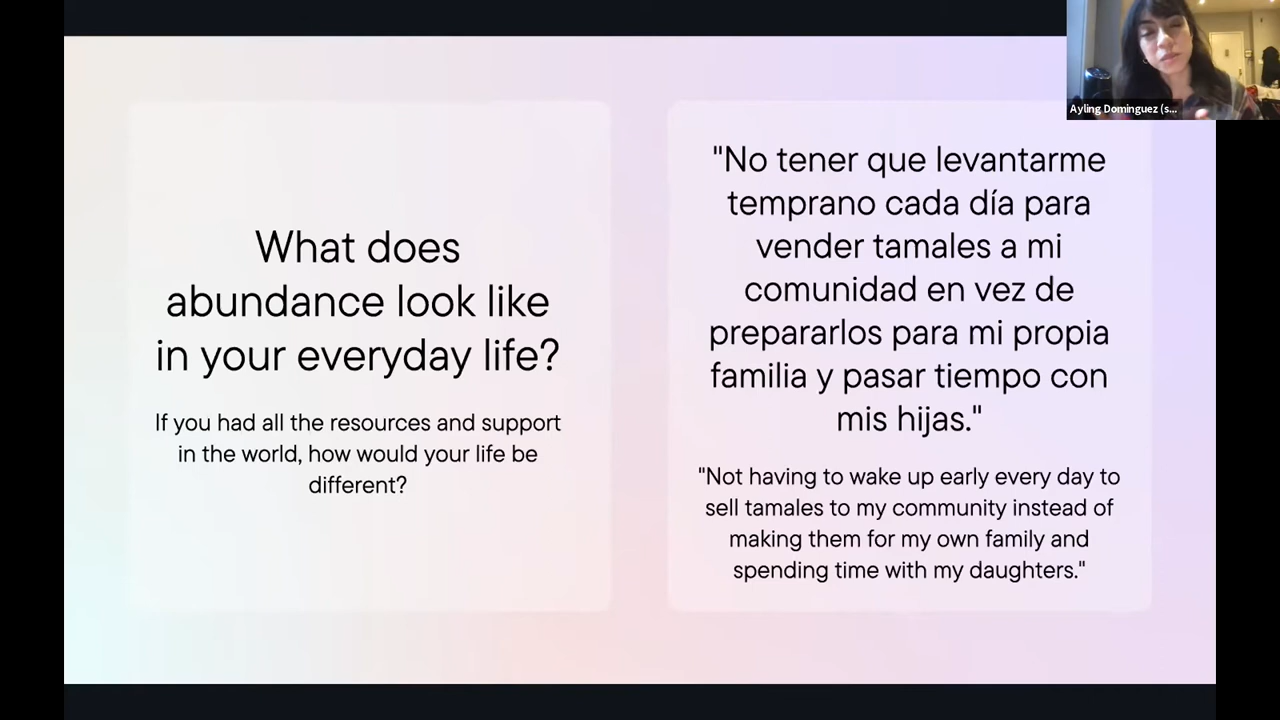 What does
abundance look like
in your everyday life?
If you had all the resources and support
in the world, how would your life be
different?
"No tener que levantarme
temprano cada día para
vender tamales a mi
comunidad en vez de
prepararlos para mi propia
familia y pasar tiempo con
mis hijas."
"Not having to wake up early every day to
sell tamales to my community instead of
making them for my own family and
spending time with my daughters."
Ayling Dominguez (s...